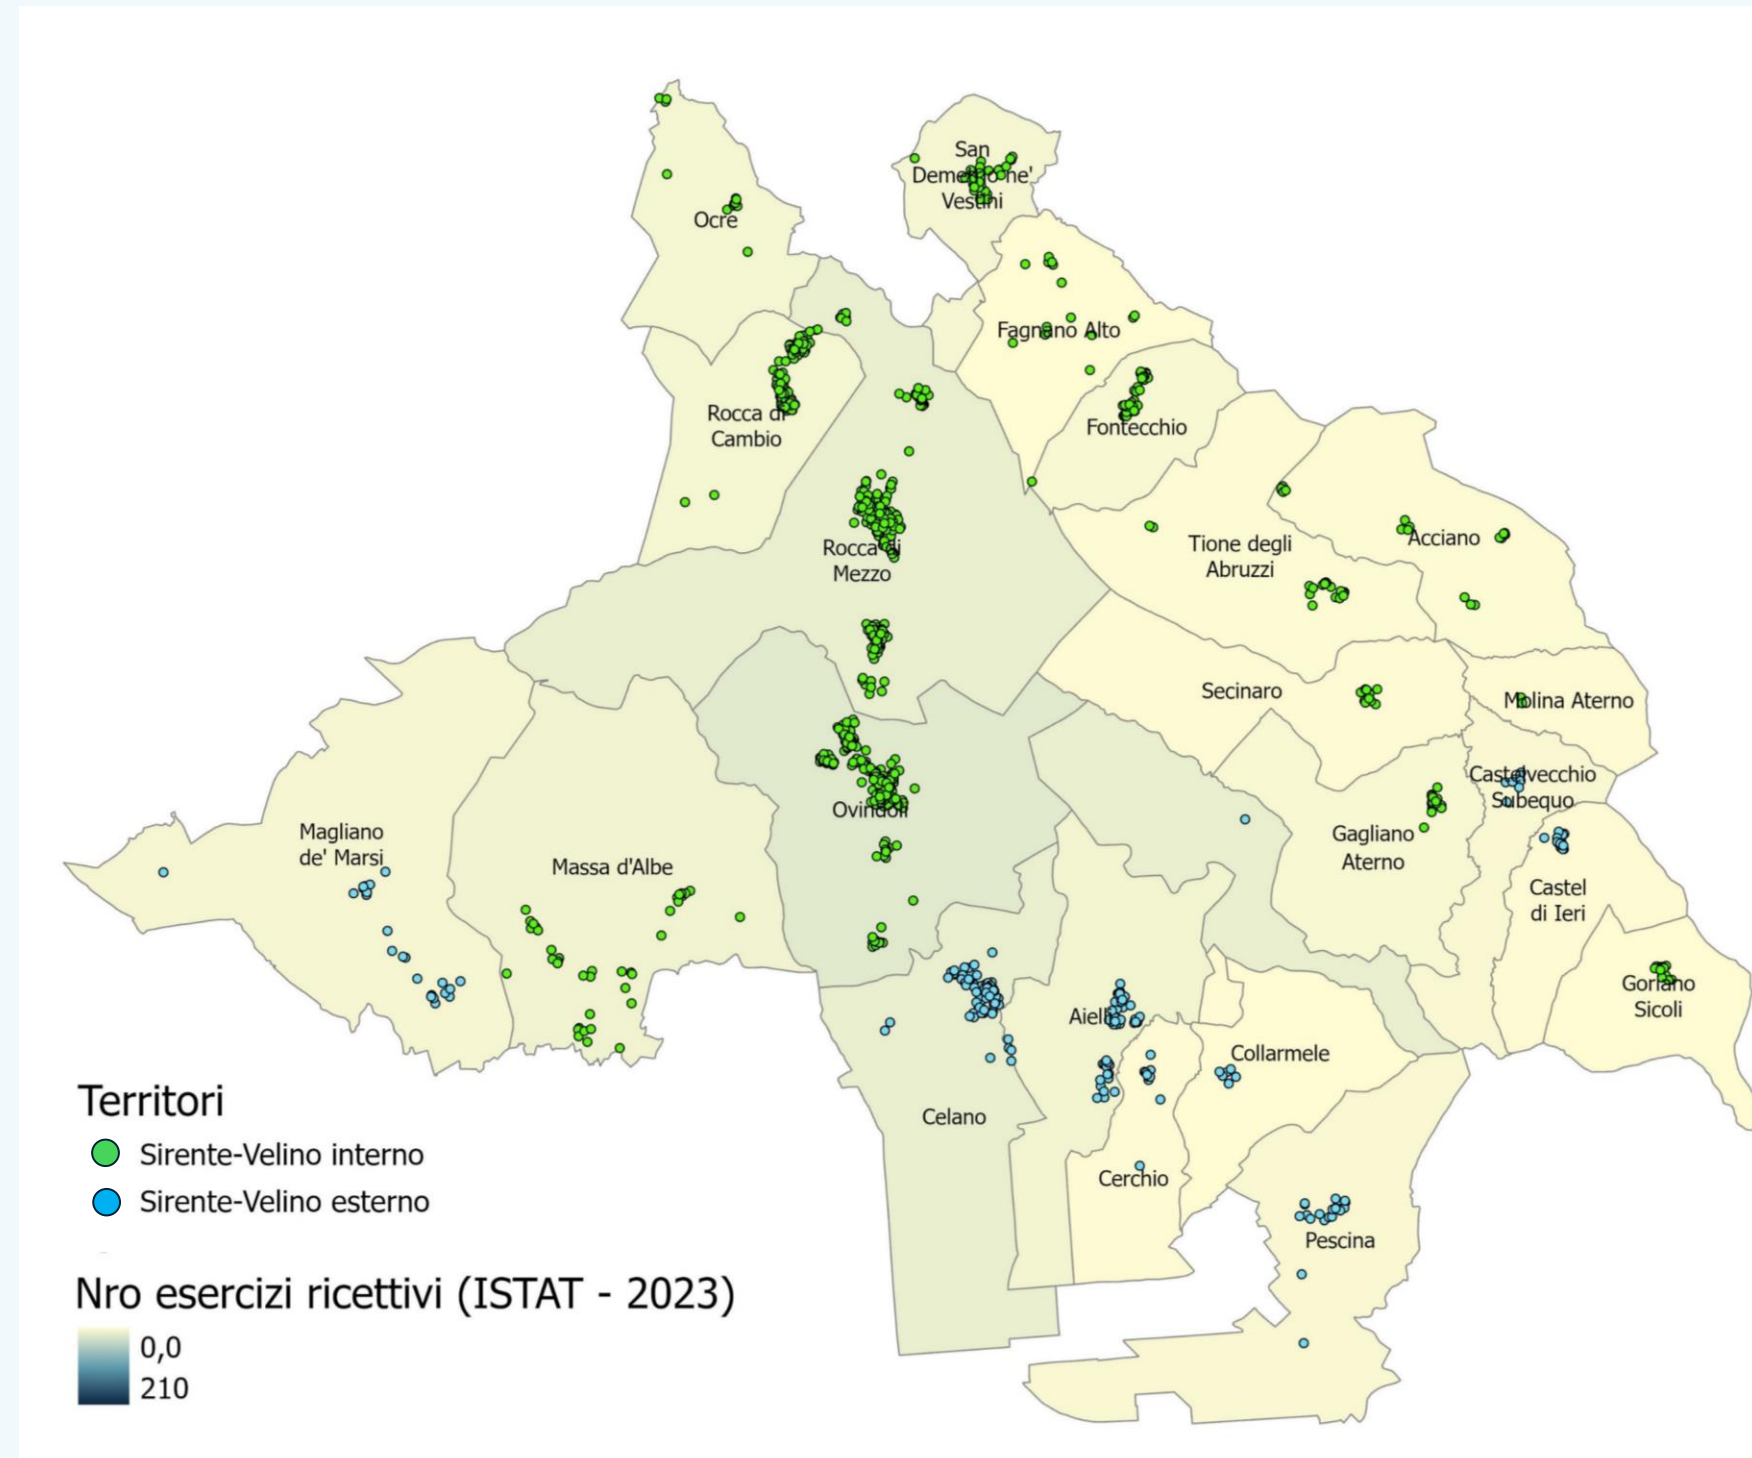 San
Demetrio ne'
Vestini
Ocre
Fagnano Alto
Rocca di
Cambio
Fontecchio
Rocca di
Mezzo
Tione degli
Abruzzi
Acciano
Secinaro
Molina Aterno
Castelvecchio
Subequo
Ovindoli
Magliano
de' Marsi
Massa d'Albe
Gagliano
Aterno
Castel
di Ieri
Goriano
Sicoli
Aielli
Collarmele
Celano
Cerchio
Pescina
Territori
Sirente-Velino interno
Sirente-Velino esterno
Nro esercizi ricettivi (ISTAT - 2023)
0,0
210